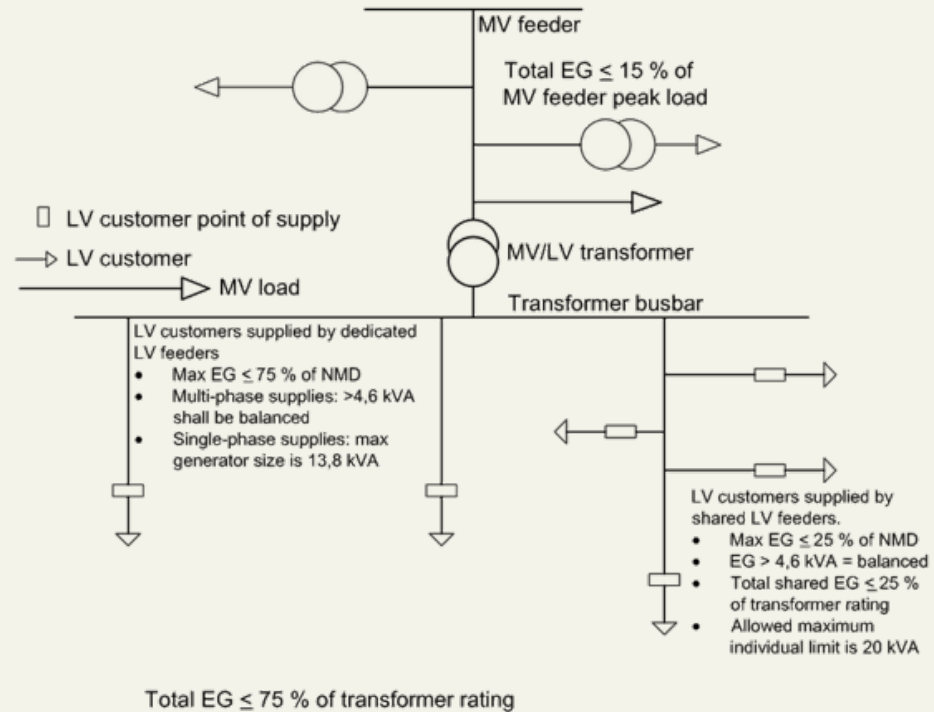 MV feeder
Total EG ≤ 15 % of
MV feeder peak load
LV customer point of supply
LV customer
MV load
MV/LV transformer
Transformer busbar
LV customers supplied by dedicated
LV feeders
• Max EG ≤ 75 % of NMD
• Multi-phase supplies: >4,6 kVA
shall be balanced
• Single-phase supplies: max
generator size is 13,8 kVA
LV customers supplied by
shared LV feeders.
• Max EG ≤ 25 % of NMD
• EG > 4,6 kVA = balanced
• Total shared EG ≤ 25 %
of transformer rating
• Allowed maximum
individual limit is 20 kVA
Total EG ≤ 75 % of transformer rating